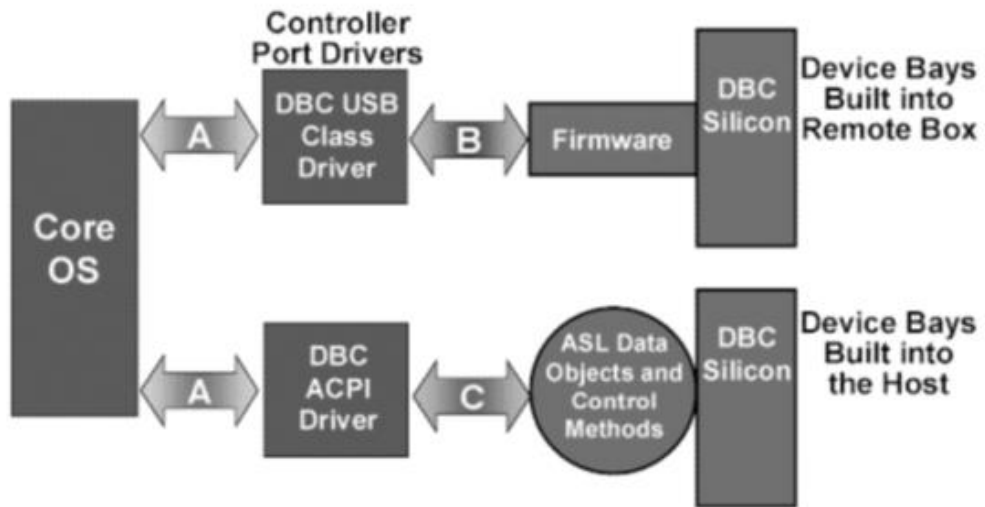 Controller
Port Drivers
Core
OS
A
DBC USB
Class
Driver
B
Firmware
DBC
Silicon
Device Bays
Built into
Remote Box
A
DBC
ACPI
Driver
C
ASL Data
Objects and
Control
Methods
DBC
Silicon
Device Bays
Built into
the Host